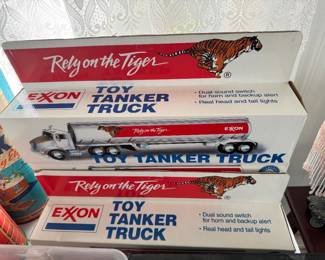 Rely on the Tiger
®
EXXON
TOY
TANKER
TRUCK
• Dual sound switch
for horn and backup alert
• Real head and tail lights
Rely on the Tiger
EXXON
TOY TANKER TRUCK
Rely on the Tiger
®
EXXON
TOY
TANKER
TRUCK
• Dual sound switch
for horn and backup alert
• Real head and tail lights